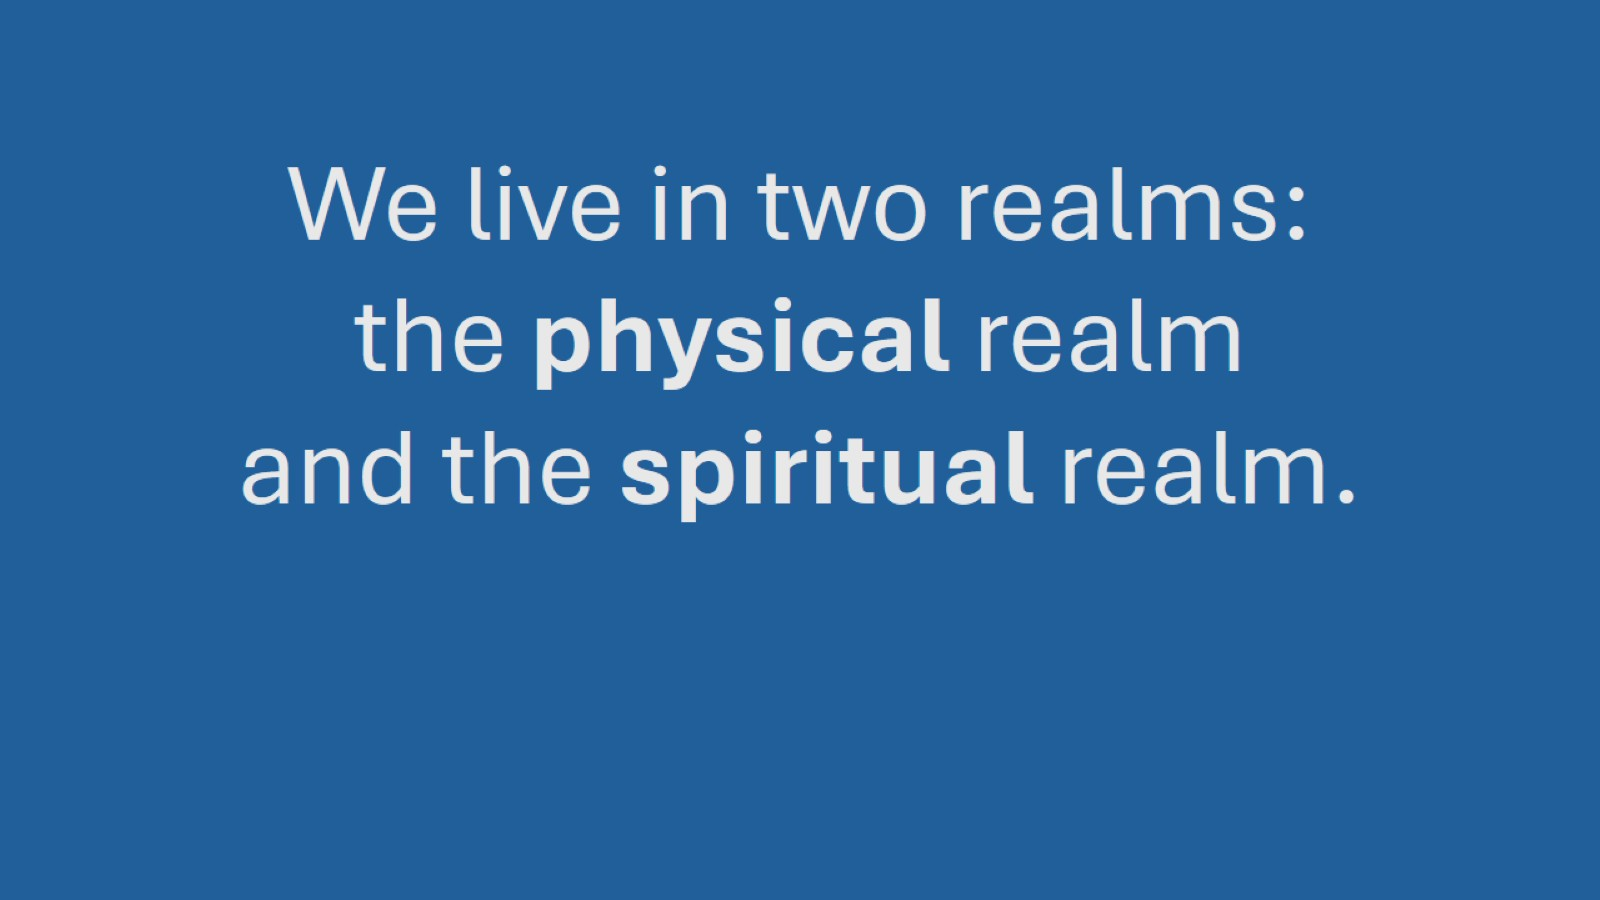 We live in two realms:
the physical realm
and the spiritual realm.